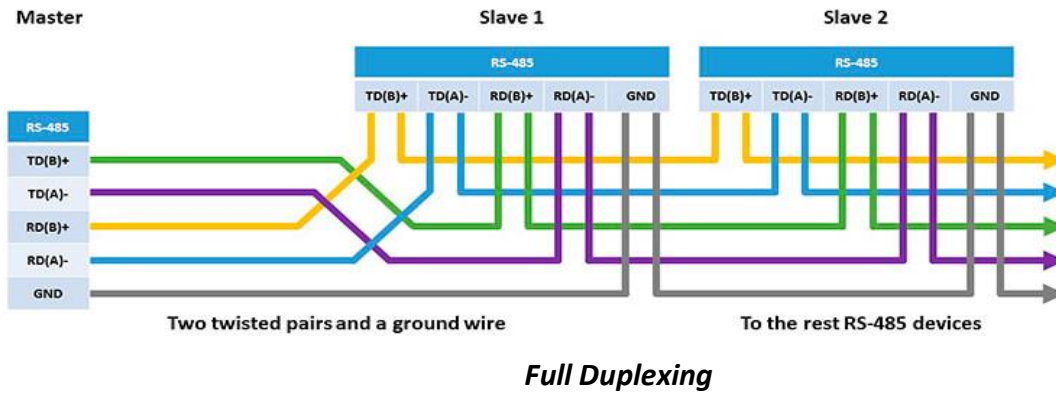 Master
Slave 1
Slave 2
RS-485
RS-485
TD(B)+ TD(A)- RD(B)+ RD(A)- GND
TD(B)+ TD(A)- RD(B)+ RD(A)- GND
RS-485
TD(B)+
TD(A)-
RD(B)+
RD(A)-
GND
Two twisted pairs and a ground wire
To the rest RS-485 devices
Full Duplexing